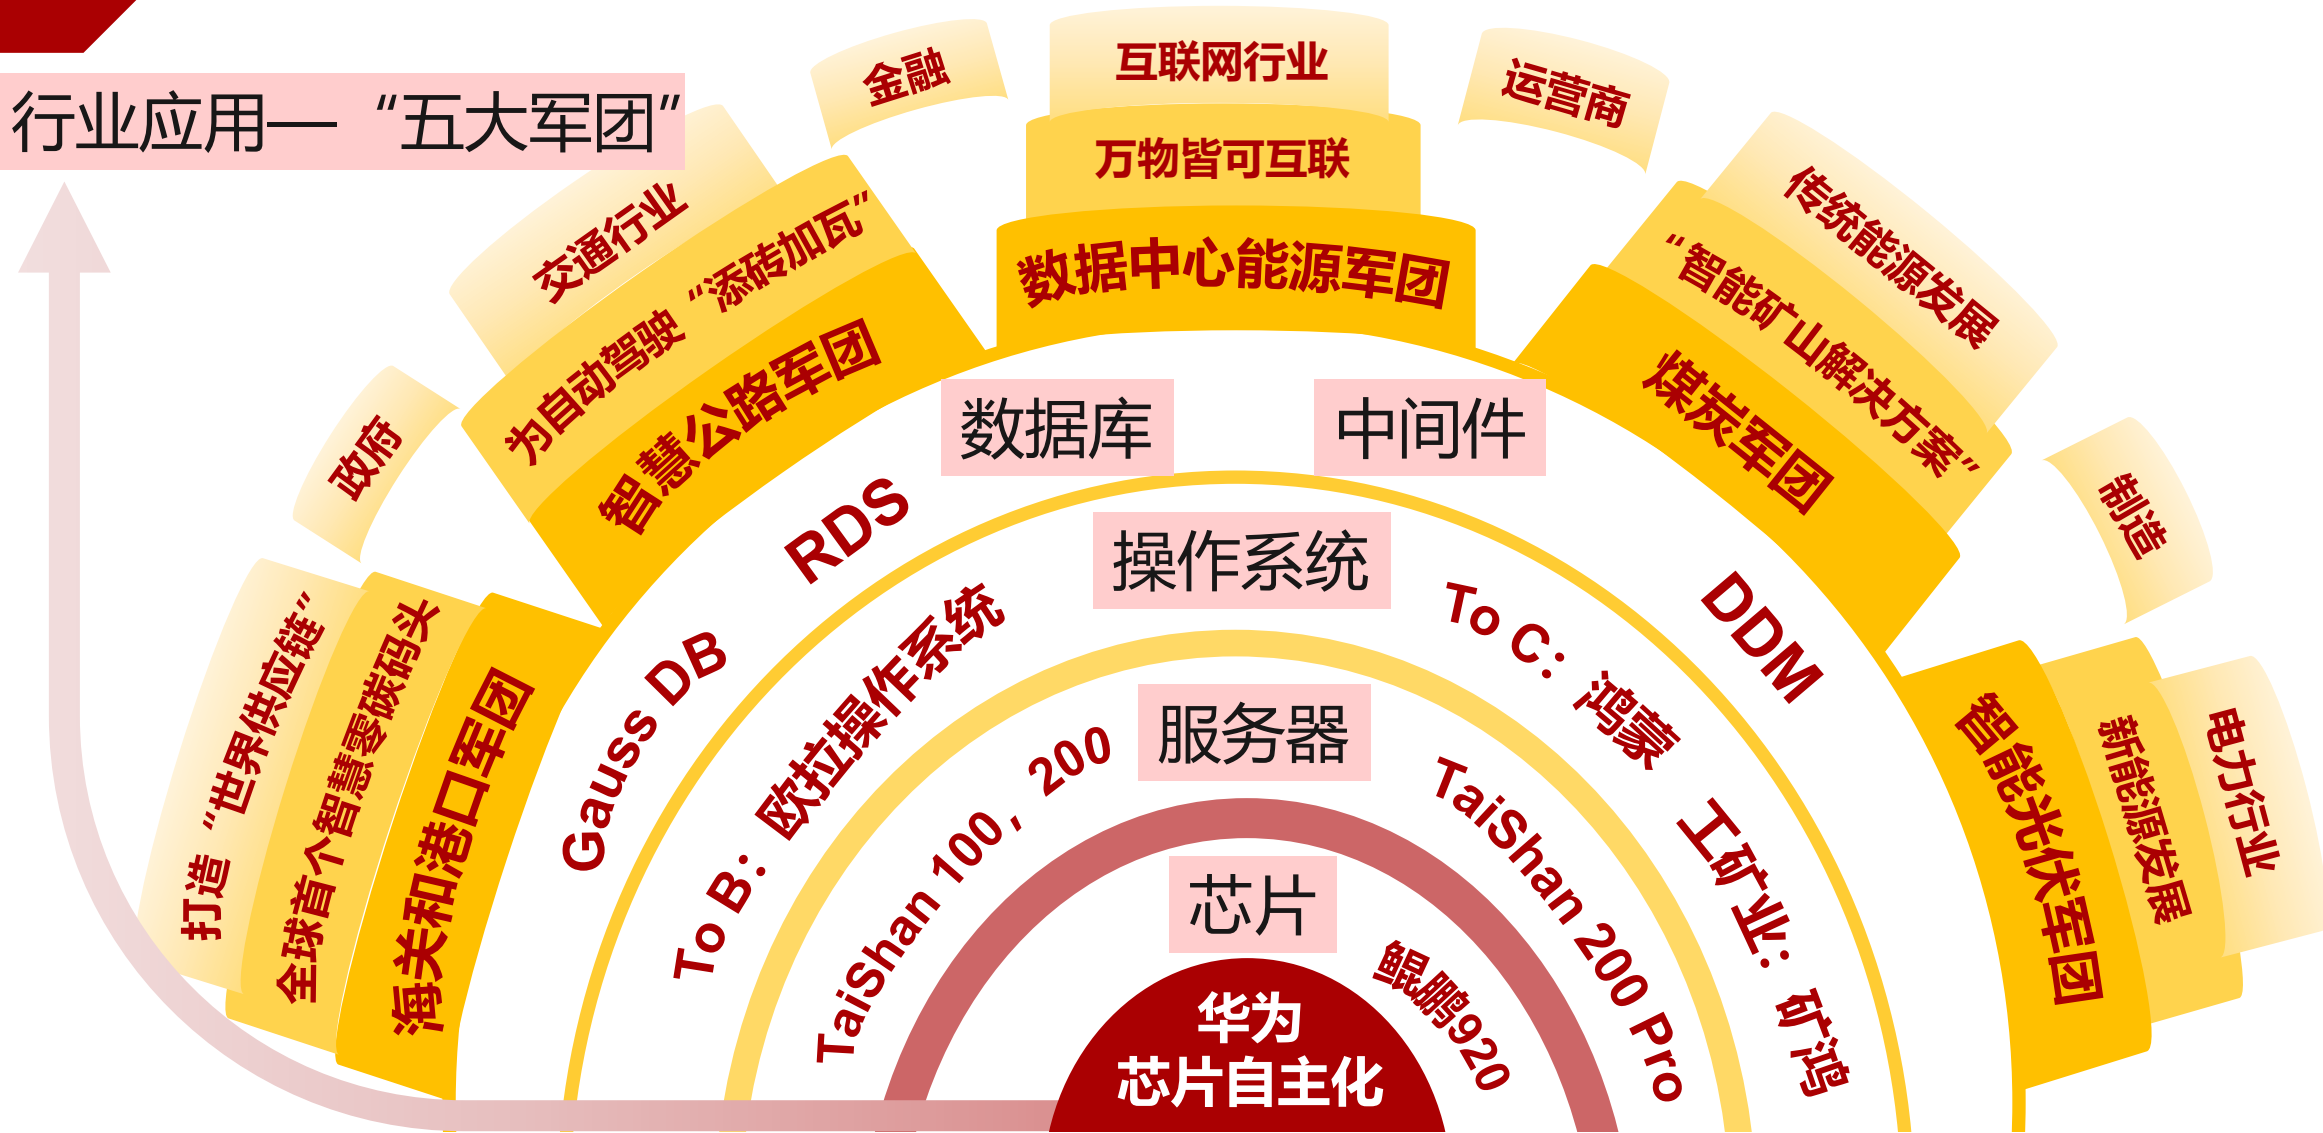 行业应用—“五大军团”
金融
互联网行业
运营商
万物皆可互联
数据中心能源军团
交通行业
为自动驾驶“添砖加瓦”
智慧公路军团
传统能源发展
“智能矿山解决方案”
煤炭军团
政府
制造
打造“世界供应链”
全球首个智慧零碳码头
海关和港口军团
智能光伏军团
新能源发展
电力行业
数据库
中间件
Gauss DB
RDS
DDM
操作系统
To B：欧拉操作系统
To C：鸿蒙
工矿业：矿鸿
服务器
TaiShan 100，200
TaiShan 200 Pro
芯片
鲲鹏920
华为
芯片自主化